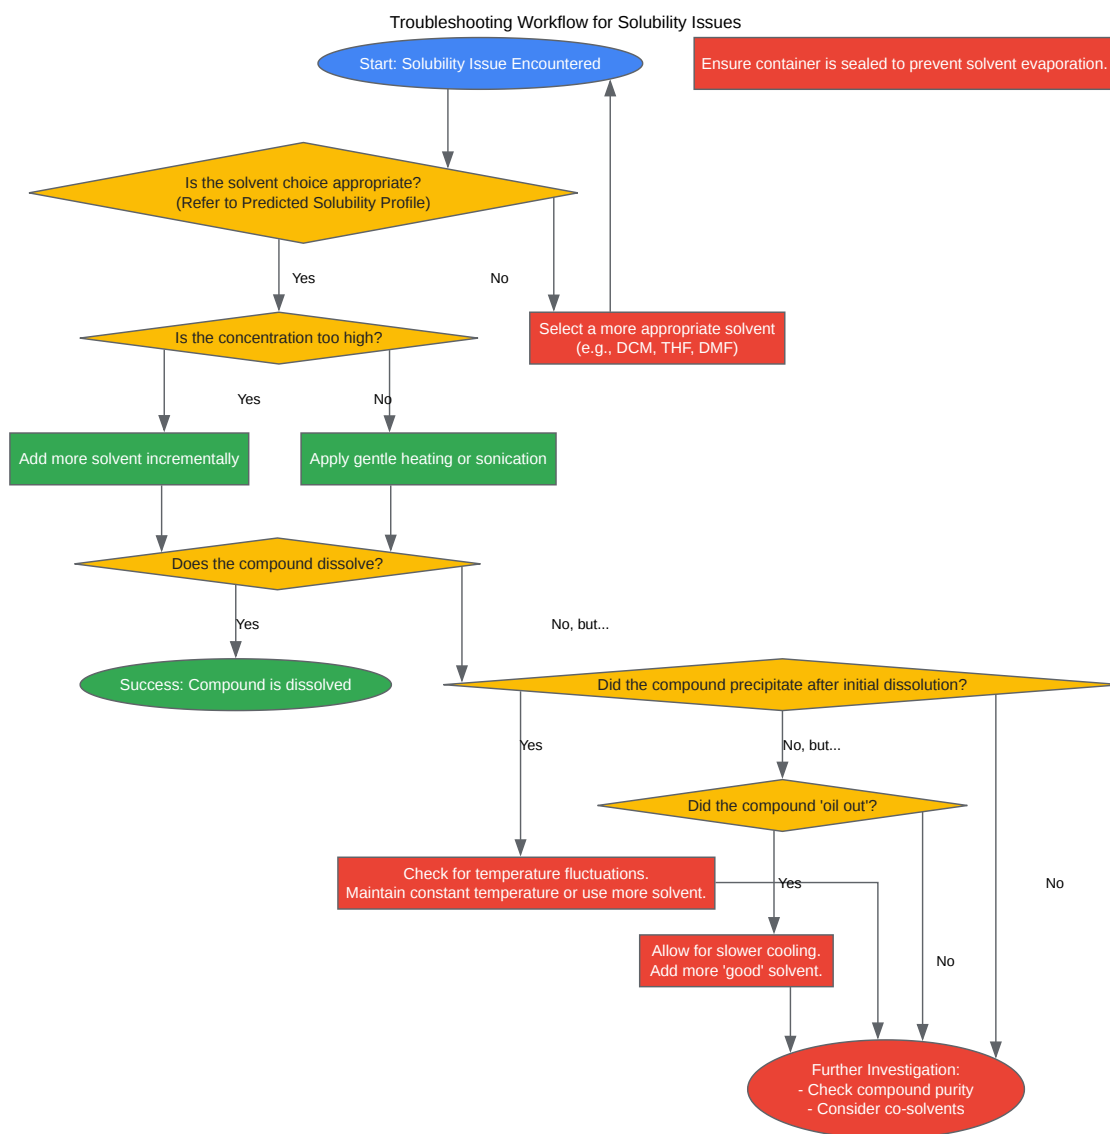 Troubleshooting Workflow for Solubility Issues
Start: Solubility Issue Encountered
Ensure container is sealed to prevent solvent evaporation.
Is the solvent choice appropriate?
(Refer to Predicted Solubility Profile)
Yes
No
Is the concentration too high?
Select a more appropriate solvent
(e.g., DCM, THF, DMF)
Yes
No
Add more solvent incrementally
Apply gentle heating or sonication
Does the compound dissolve?
Yes
No, but...
Success: Compound is dissolved
Did the compound precipitate after initial dissolution?
Yes
No, but...
Did the compound 'oil out'?
Check for temperature fluctuations.
Maintain constant temperature or use more solvent.
Yes
No
Allow for slower cooling.
Add more 'good' solvent.
No
Further Investigation:
- Check compound purity
- Consider co-solvents